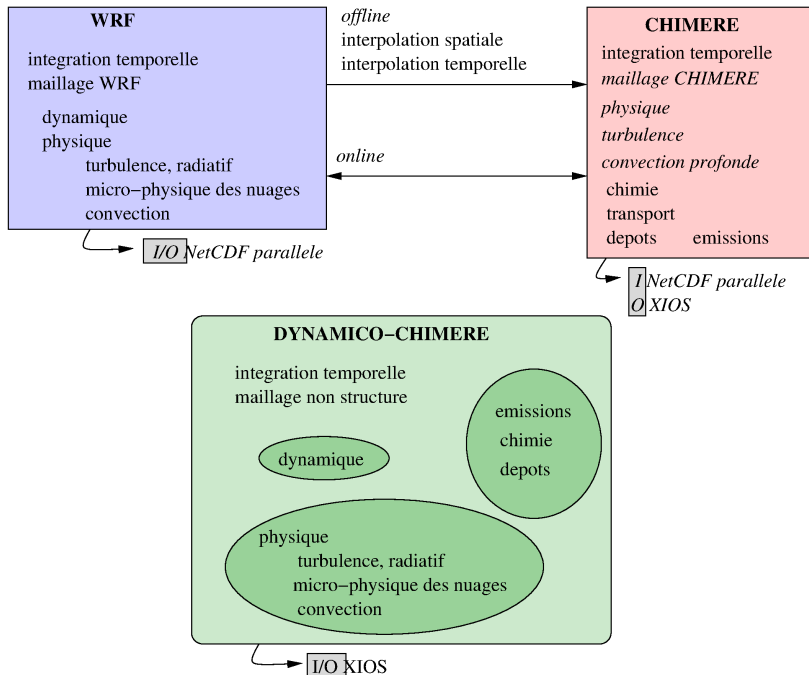 WRF
integration temporelle
maillage WRF
dynamique
physique
turbulence, radiatif
micro−physique des nuages
convection
I/O NetCDF parallele
offline
interpolation spatiale
interpolation temporelle
online
CHIMERE
integration temporelle
maillage CHIMERE
physique
turbulence
convection profonde
chimie
transport
depots emissions
I NetCDF parallele
O XIOS
DYNAMICO−CHIMERE
integration temporelle
maillage non structure
dynamique
emissions
chimie
depots
physique
turbulence, radiatif
micro−physique des nuages
convection
I/O XIOS